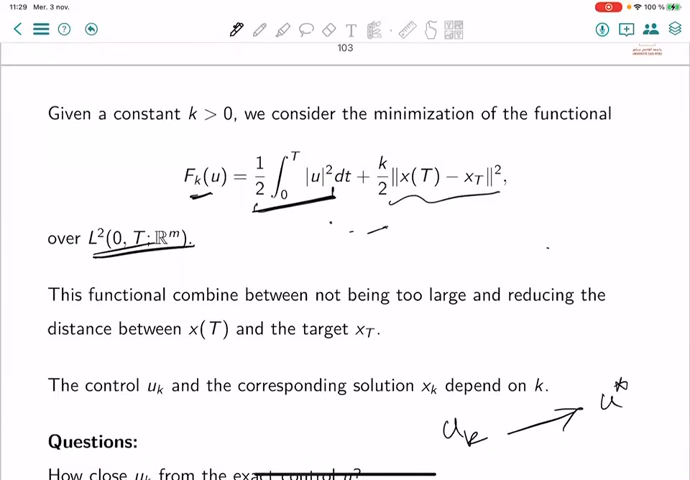 11:29 Mer. 3 nov.
100 %
103
Given a constant k > 0, we consider the minimization of the functional
F_k(u) = 1/2 ∫_0^T |u|² dt + k/2 ‖x(T) − x_T‖²,
over L²(0, T; ℝ^m).
This functional combine between not being too large and reducing the
distance between x(T) and the target x_T.
The control u_k and the corresponding solution x_k depend on k.
u_k → u*
Questions:
How close u_k from the exact control u?